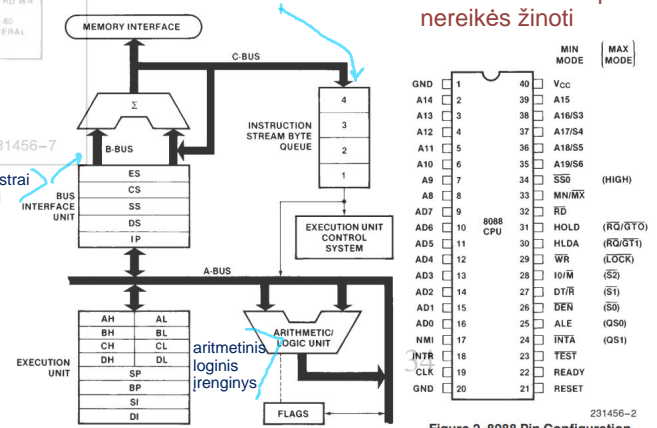 RD WR
80
ERAL
31456-7
MEMORY INTERFACE
C-BUS
Σ
B-BUS
strai
BUS
INTERFACE
UNIT
ES
CS
SS
DS
IP
4
3
2
1
INSTRUCTION
STREAM BYTE
QUEUE
EXECUTION UNIT
CONTROL
SYSTEM
A-BUS
EXECUTION
UNIT
AH AL
BH BL
CH CL
DH DL
SP
BP
SI
DI
ARITHMETIC/
LOGIC UNIT
aritmetinis
loginis
įrenginys
FLAGS
nereikės žinoti
MIN MAX
MODE MODE
GND 1 40 VCC
A14 2 39 A15
A13 3 38 A16/S3
A12 4 37 A17/S4
A11 5 36 A18/S5
A10 6 35 A19/S6
A9 7 34 SS0 (HIGH)
A8 8 33 MN/MX
AD7 9 32 RD
AD6 10 31 HOLD (RQ/GT0)
AD5 11 30 HLDA (RQ/GT1)
AD4 12 29 WR (LOCK)
AD3 13 28 IO/M (S2)
AD2 14 27 DT/R (S1)
AD1 15 26 DEN (S0)
AD0 16 25 ALE (QS0)
NMI 17 24 INTA (QS1)
INTR 18 23 TEST
CLK 19 22 READY
GND 20 21 RESET
8088
CPU
34
231456-2
Figure 2. 8088 Pin Configuration